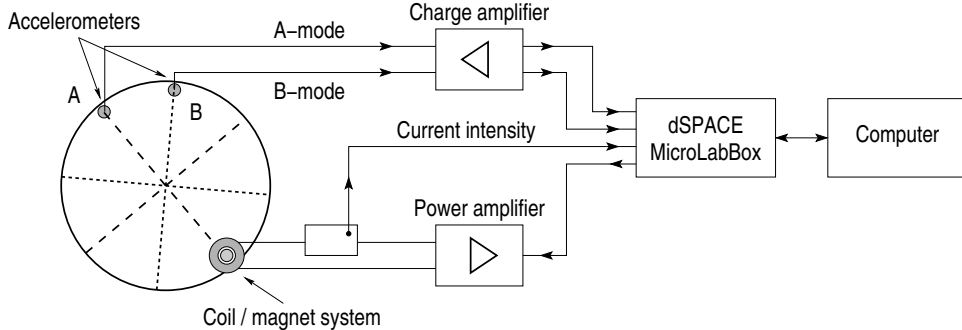 Accelerometers
A
B
A−mode
B−mode
Charge amplifier
Current intensity
Power amplifier
dSPACE
MicroLabBox
Computer
Coil / magnet system